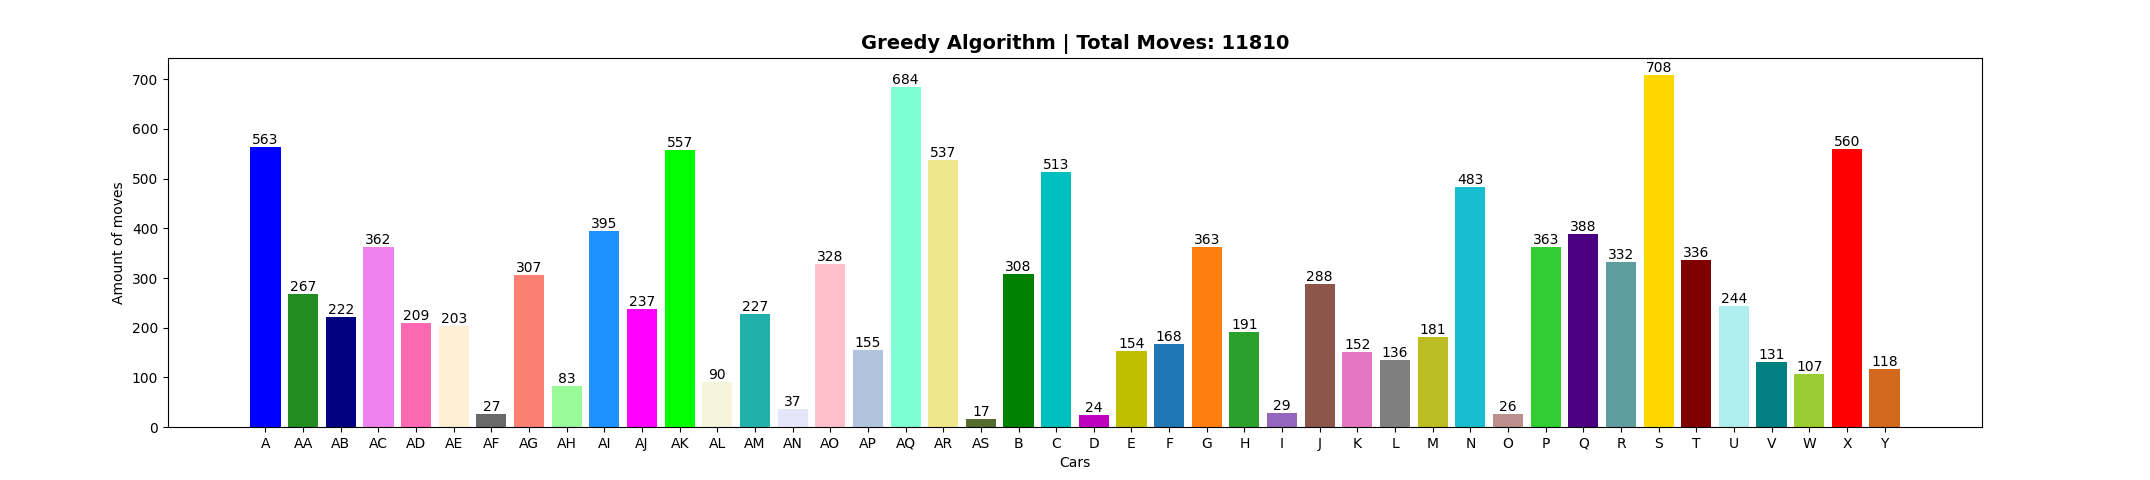 Greedy Algorithm | Total Moves: 11810
Amount of moves
700
600
500
400
300
200
100
0
563 267 222 362 209 203 27 307 83 395 237 557 90 227 37 328 155 684 537 17 308 513 24 154 168 363 191 29 288 152 136 181 483 26 363 388 332 708 336 244 131 107 560 118
A AA AB AC AD AE AF AG AH AI AJ AK AL AM AN AO AP AQ AR AS B C D E F G H I J K L M N O P Q R S T U V W X Y
Cars